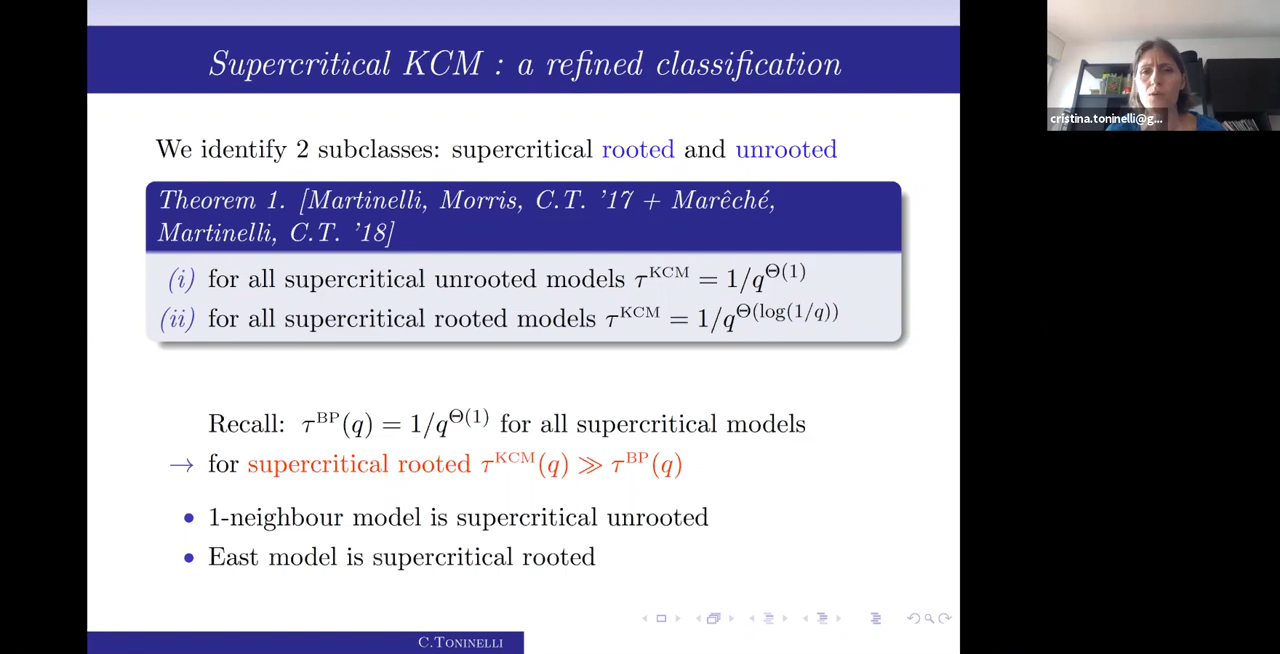 Supercritical KCM : a refined classification
cristina.toninelli@g...
We identify 2 subclasses: supercritical rooted and unrooted
Theorem 1. [Martinelli, Morris, C.T. '17 + Marêché,
Martinelli, C.T. '18]
(i) for all supercritical unrooted models τ^KCM = 1/q^Θ(1)
(ii) for all supercritical rooted models τ^KCM = 1/q^Θ(log(1/q))
Recall: τ^BP(q) = 1/q^Θ(1) for all supercritical models
→ for supercritical rooted τ^KCM(q) ≫ τ^BP(q)
• 1-neighbour model is supercritical unrooted
• East model is supercritical rooted
C.Toninelli